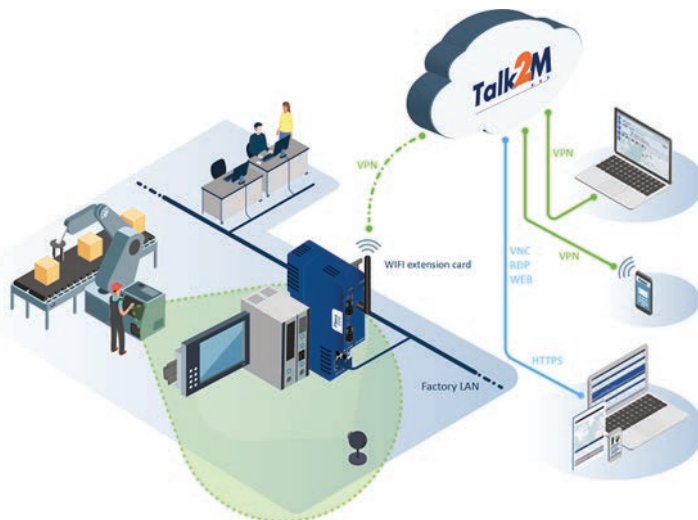 Talk2M
VPN
VPN
WIFI extension card
VNC
RDP
WEB
VPN
HTTPS
Factory LAN